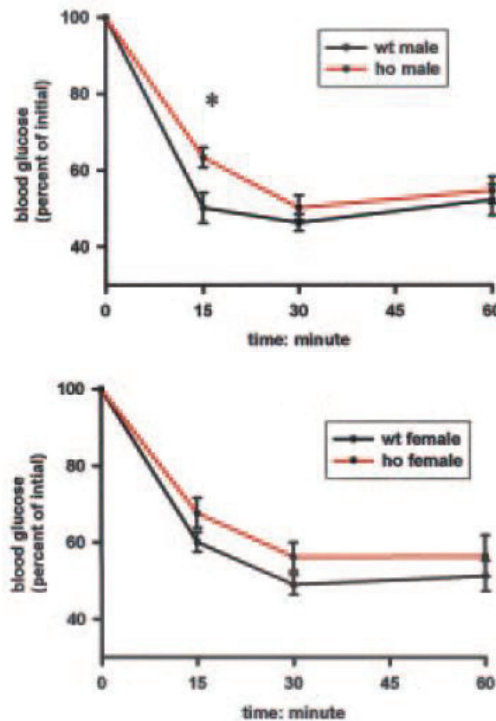 100
80
60
40
blood glucose
(percent of initial)
wt male
ho male
*
0 15 30 45 60
time: minute
100
80
60
40
blood glucose
(percent of intial)
wt female
ho female
0 15 30 45 60
time: minute